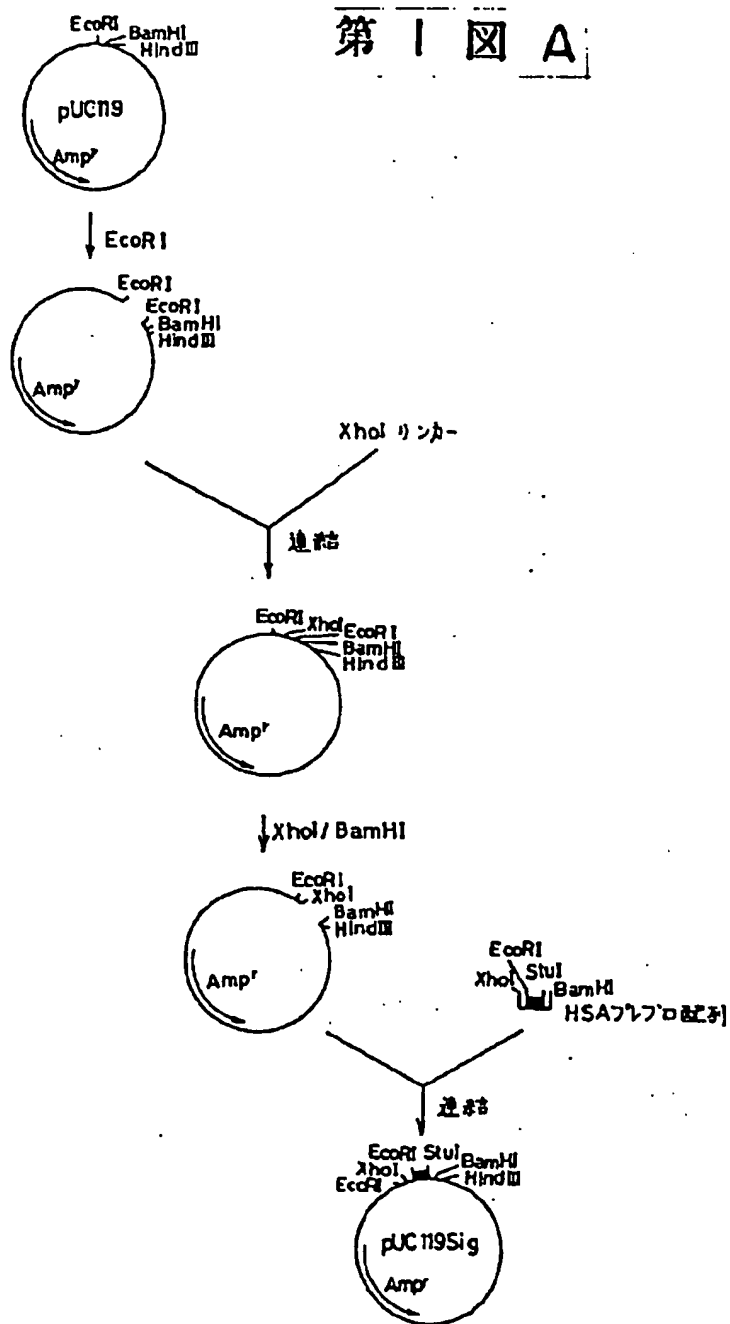 第1図 A
EcoRI
BamHI
HindIII
pUC119
Ampʳ
EcoRI
EcoRI
EcoRI
BamHI
HindIII
Ampʳ
XhoI リンカー
連結
EcoRI
XhoI
EcoRI
BamHI
HindIII
Ampʳ
XhoI/BamHI
EcoRI
XhoI
BamHI
HindIII
Ampʳ
EcoRI
XhoI
StuI
BamHI
HSAプレプロ配列
連結
EcoRI
StuI
XhoI
EcoRI
BamHI
HindIII
pUC119Sig
Ampʳ